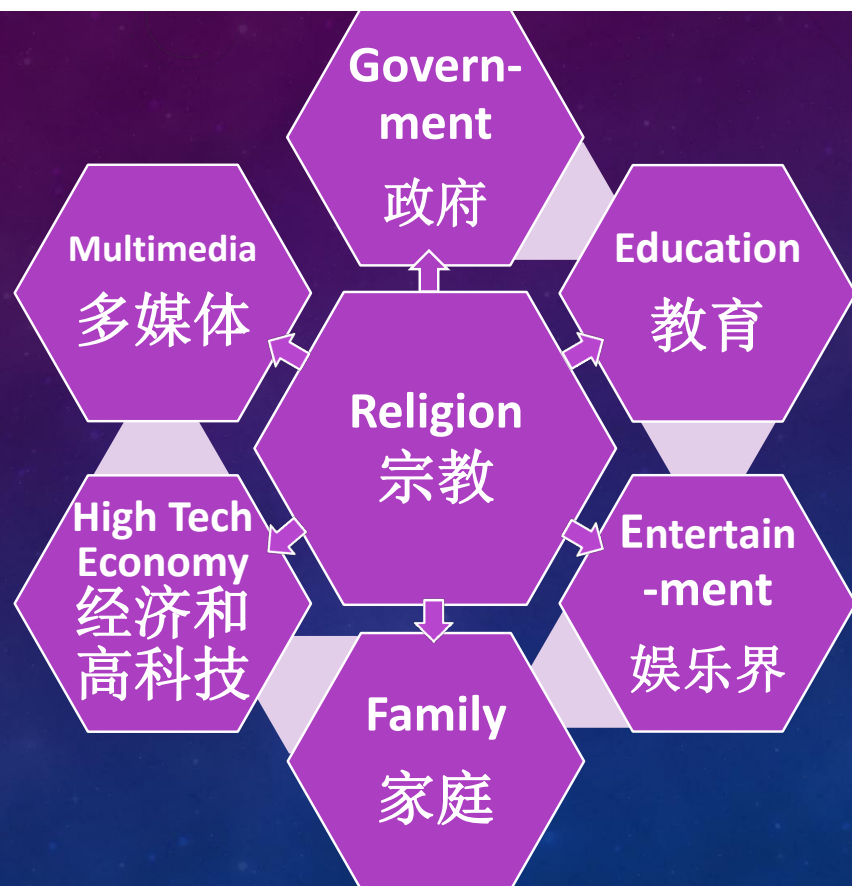 Govern-
ment
政府
Education
教育
Multimedia
多媒体
Religion
宗教
High Tech
Economy
经济和
高科技
Entertain
-ment
娱乐界
Family
家庭